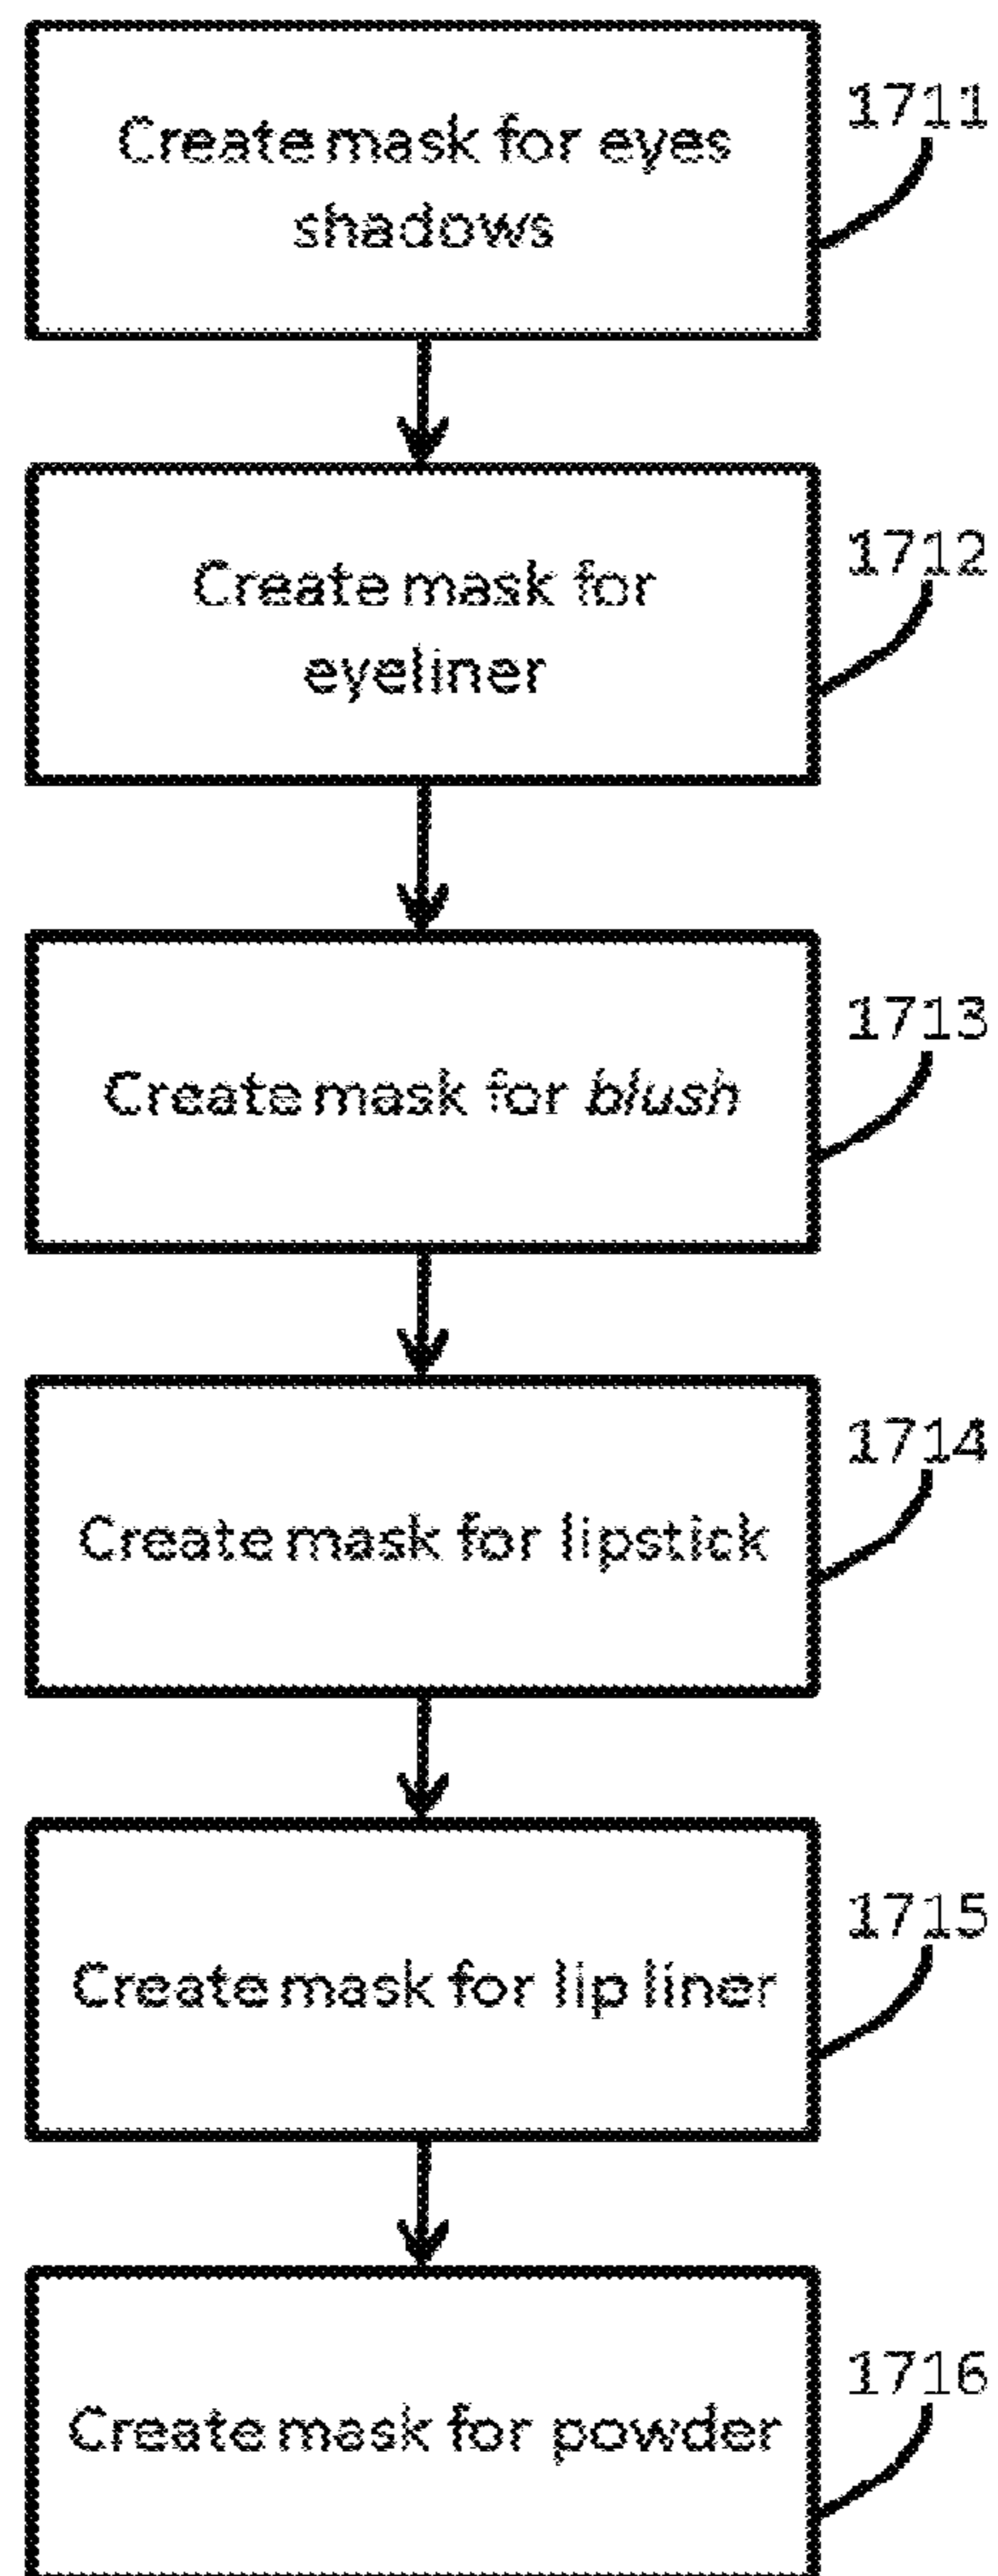 Create mask for eyes
shadows
1711
Create mask for
eyeliner
1712
Create mask for blush
1713
Create mask for lipstick
1714
Create mask for lip liner
1715
Create mask for powder
1716